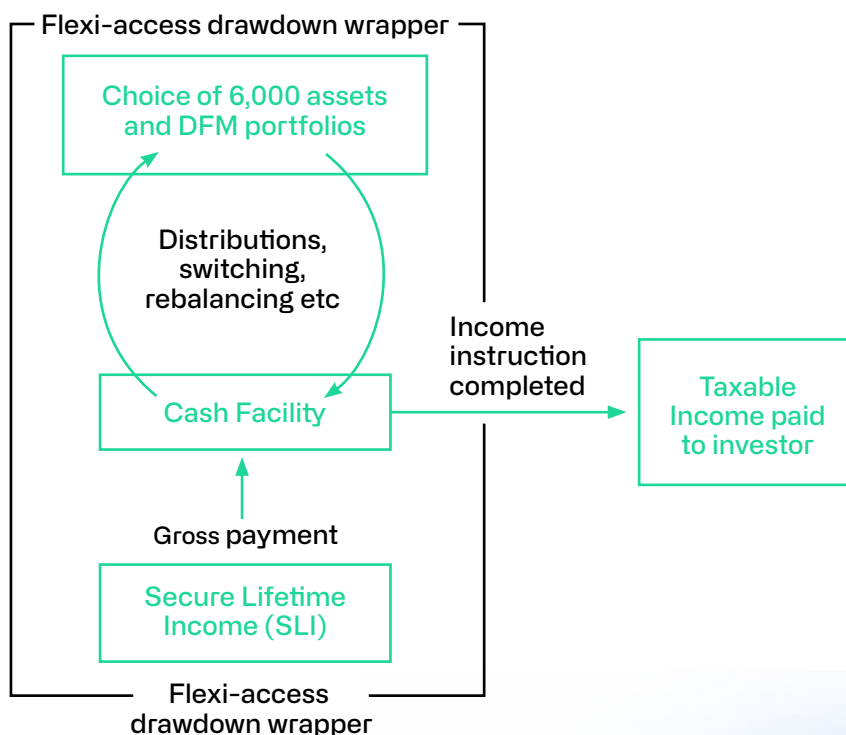 Flexi-access drawdown wrapper
Choice of 6,000 assets
and DFM portfolios
Distributions,
switching,
rebalancing etc
Income
instruction
completed
Cash Facility
Taxable
Income paid
to investor
Gross payment
Secure Lifetime
Income (SLI)
Flexi-access
drawdown wrapper